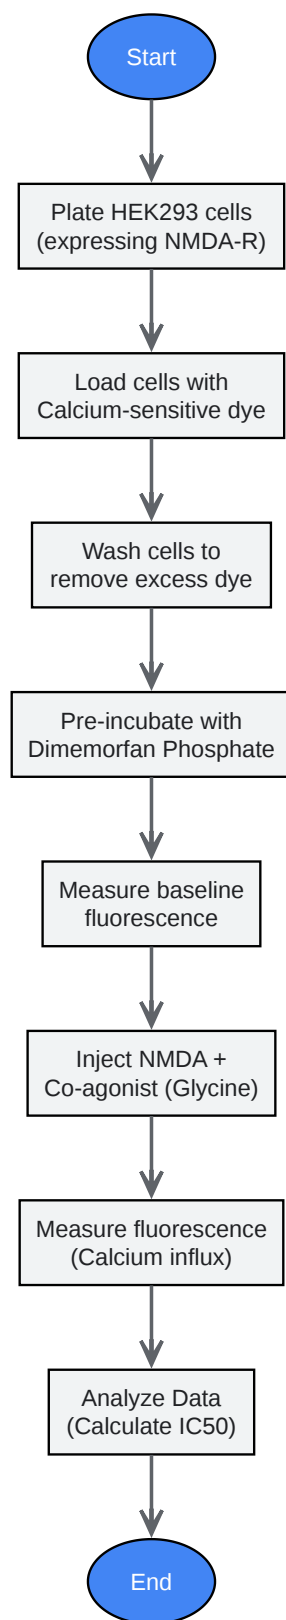 Start
Plate HEK293 cells
(expressing NMDA-R)
Load cells with
Calcium-sensitive dye
Wash cells to
remove excess dye
Pre-incubate with
Dimemorfan Phosphate
Measure baseline
fluorescence
Inject NMDA +
Co-agonist (Glycine)
Measure fluorescence
(Calcium influx)
Analyze Data
(Calculate IC50)
End